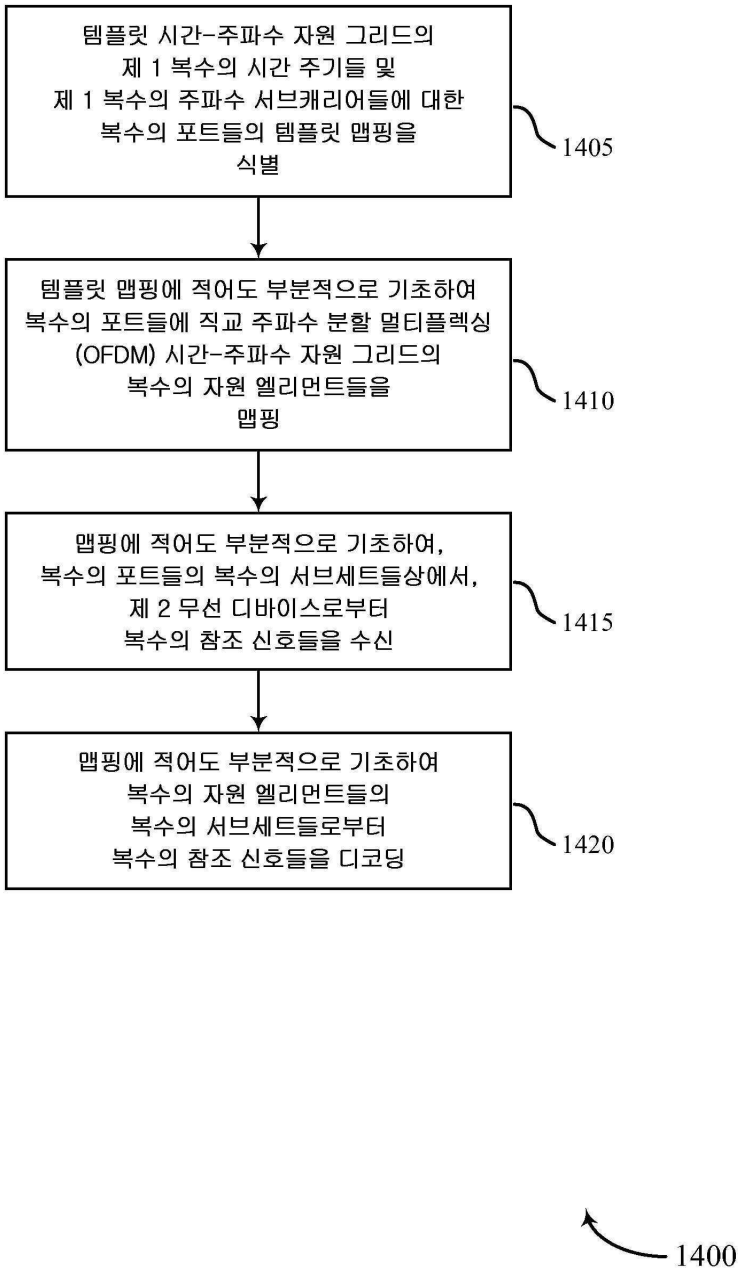 템플릿 시간-주파수 자원 그리드의
제 1 복수의 시간 주기들 및
제 1 복수의 주파수 서브캐리어들에 대한
복수의 포트들의 템플릿 맵핑을
식별
1405
템플릿 맵핑에 적어도 부분적으로 기초하여
복수의 포트들에 직교 주파수 분할 멀티플렉싱
(OFDM) 시간-주파수 자원 그리드의
복수의 자원 엘리먼트들을
맵핑
1410
맵핑에 적어도 부분적으로 기초하여,
복수의 포트들의 복수의 서브세트들상에서,
제 2 무선 디바이스로부터
복수의 참조 신호들을 수신
1415
맵핑에 적어도 부분적으로 기초하여
복수의 자원 엘리먼트들의
복수의 서브세트들로부터
복수의 참조 신호들을 디코딩
1420
1400